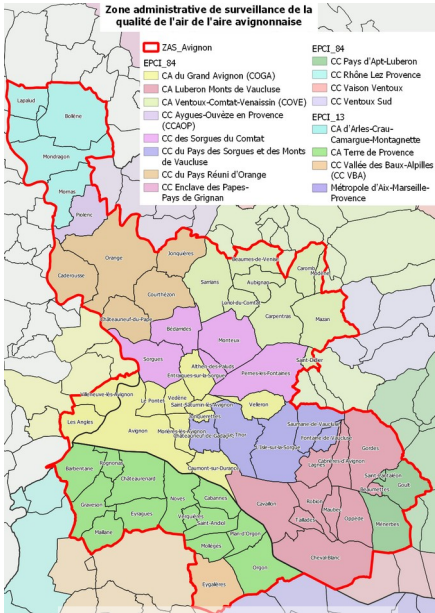 Zone administrative de surveillance de la
qualité de l'air de l'aire avignonnaise
ZAS_Avignon
EPCI_84
CA du Grand Avignon (COGA)
CA Luberon Monts de Vaucluse
CA Ventoux-Comtat-Venaissin (COVE)
CC Aygues-Ouvèze en Provence
(CCAOP)
CC des Sorgues du Comtat
CC du Pays des Sorgues et des Monts
de Vaucluse
CC du Pays Réuni d'Orange
CC Enclave des Papes-
Pays de Grignan
EPCI_84
CC Pays d'Apt-Luberon
CC Rhône Lez Provence
CC Vaison Ventoux
CC Ventoux Sud
EPCI_13
CA d'Arles-Crau-
Camargue-Montagnette
CA Terre de Provence
CC Vallée des Baux-Alpilles
(CC VBA)
Métropole d'Aix-Marseille-
Provence
Lapalud
Bollène
Mondragon
Mornas
Piolenc
Orange
Jonquières
Beaumes-de-Venise
Caromb
Modène
Caderousse
Sarrians
Aubignan
Courthézon
Loriol-du-Comtat
Châteauneuf-du-Pape
Carpentras
Mazan
Bédarrides
Monteux
Sorgues
Althen-des-Paluds
Saint-Didier
Entraigues-sur-la-Sorgue
Pernes-les-Fontaines
Villeneuve-lès-Avignon
Le Pontet
Vedène
Saint-Saturnin-lès-Avignon
Velleron
Les Angles
Jonquerettes
Saumane-de-Vaucluse
Avignon
Morières-lès-Avignon
Châteauneuf-de-Gadagne
Le Thor
Fontaine-de-Vaucluse
L'Isle-sur-la-Sorgue
Gordes
Cabrières-d'Avignon
Lagnes
Caumont-sur-Durance
Barbentane
Rognonas
Saint-Pantaléon
Goult
Châteaurenard
Beaumettes
Cavaillon
Robion
Noves
Cabannes
Maubec
Graveson
Eyragues
Verquières
Oppède
Ménerbes
Saint-Andiol
Taillades
Maillane
Plan-d'Orgon
Mollégès
Cheval-Blanc
Orgon
Eygalières